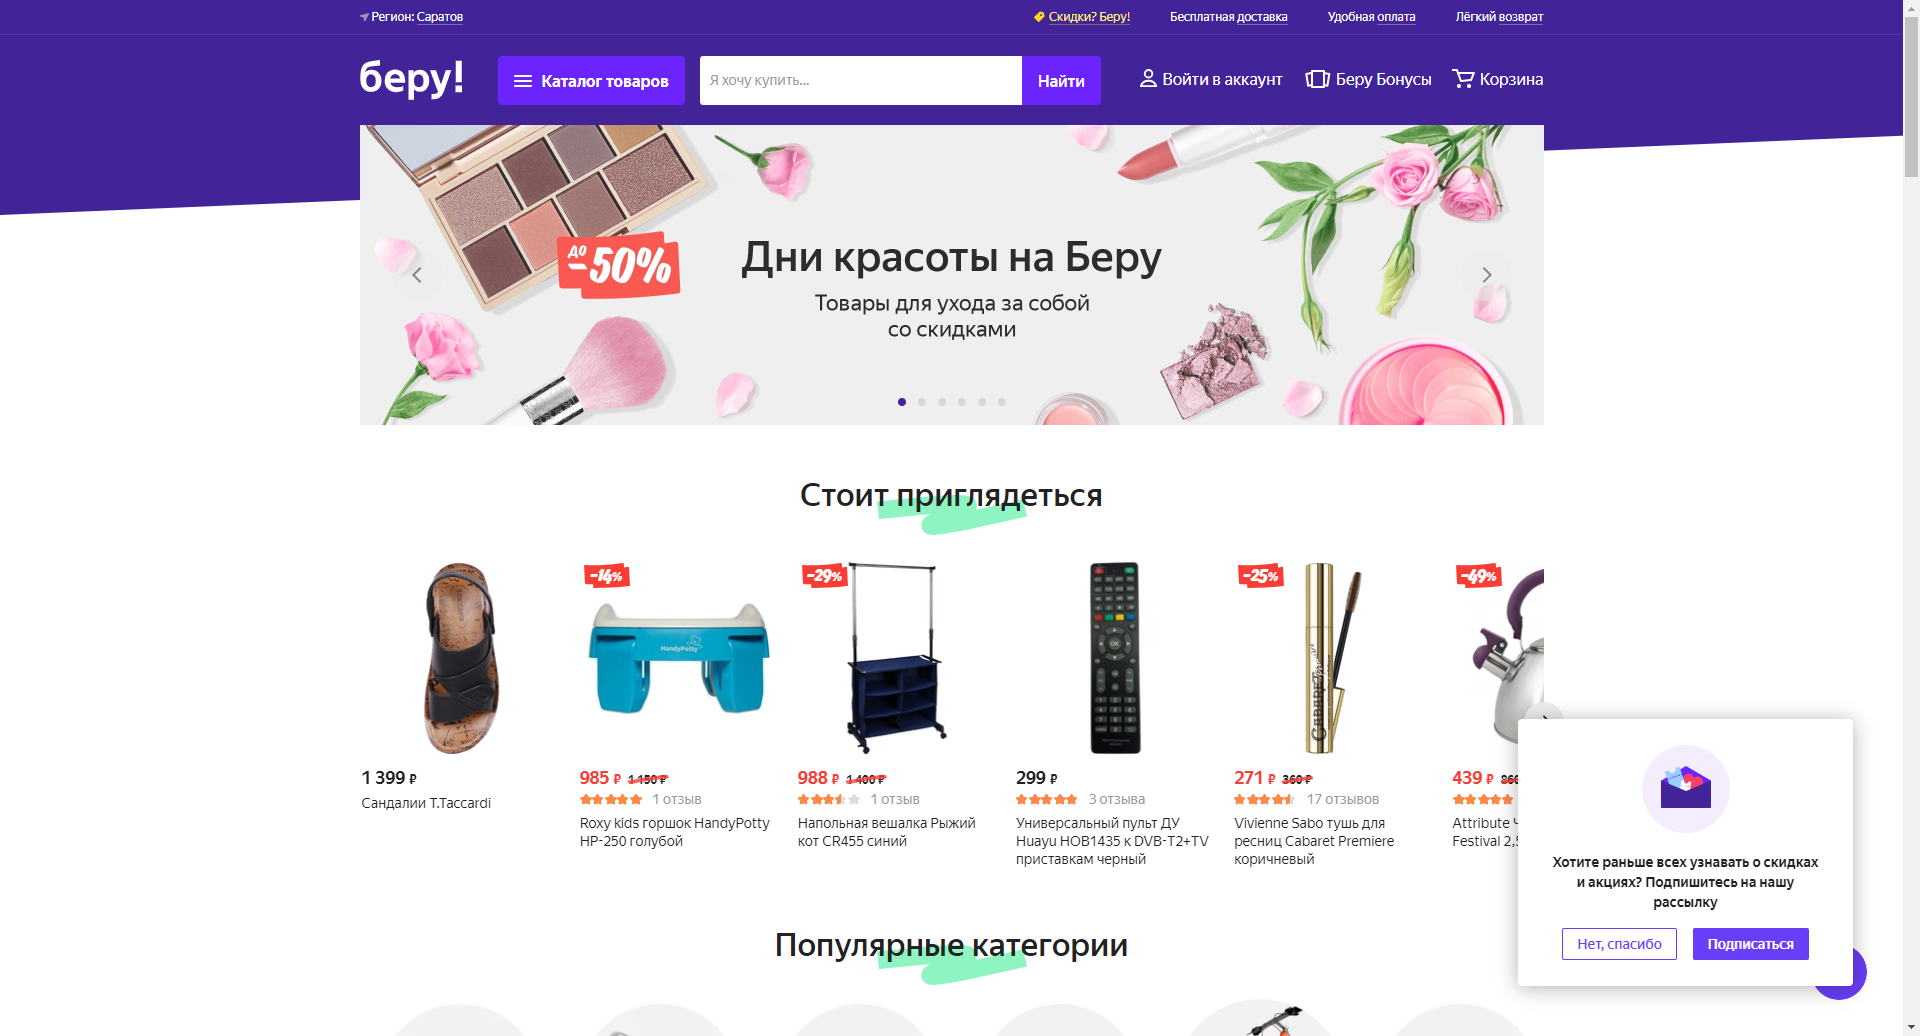 Регион: Саратов
Скидки? Беру!
Бесплатная доставка
Удобная оплата
Лёгкий возврат
беру!
Каталог товаров
Я хочу купить...
Найти
Войти в аккаунт
Беру Бонусы
Корзина
до
-50%
Дни красоты на Беру
Товары для ухода за собой
со скидками
Стоит приглядеться
1 399 ₽
Сандалии T.Taccardi
-14%
HandyPotty
985 ₽ 1 150 ₽
1 отзыв
Roxy kids горшок HandyPotty
HP-250 голубой
-29%
988 ₽ 1 400 ₽
1 отзыв
Напольная вешалка Рыжий
кот CR455 синий
OK
299 ₽
3 отзыва
Универсальный пульт ДУ
Huayu HOB1435 к DVB-T2+TV
приставкам черный
-25%
Cabaret
271 ₽ 360 ₽
17 отзывов
Vivienne Sabo тушь для
ресниц Cabaret Premiere
коричневый
-49%
439 ₽
Attribute
Festival 2,5
Хотите раньше всех узнавать о скидках
и акциях? Подпишитесь на нашу
рассылку
Нет, спасибо
Подписаться
Популярные категории